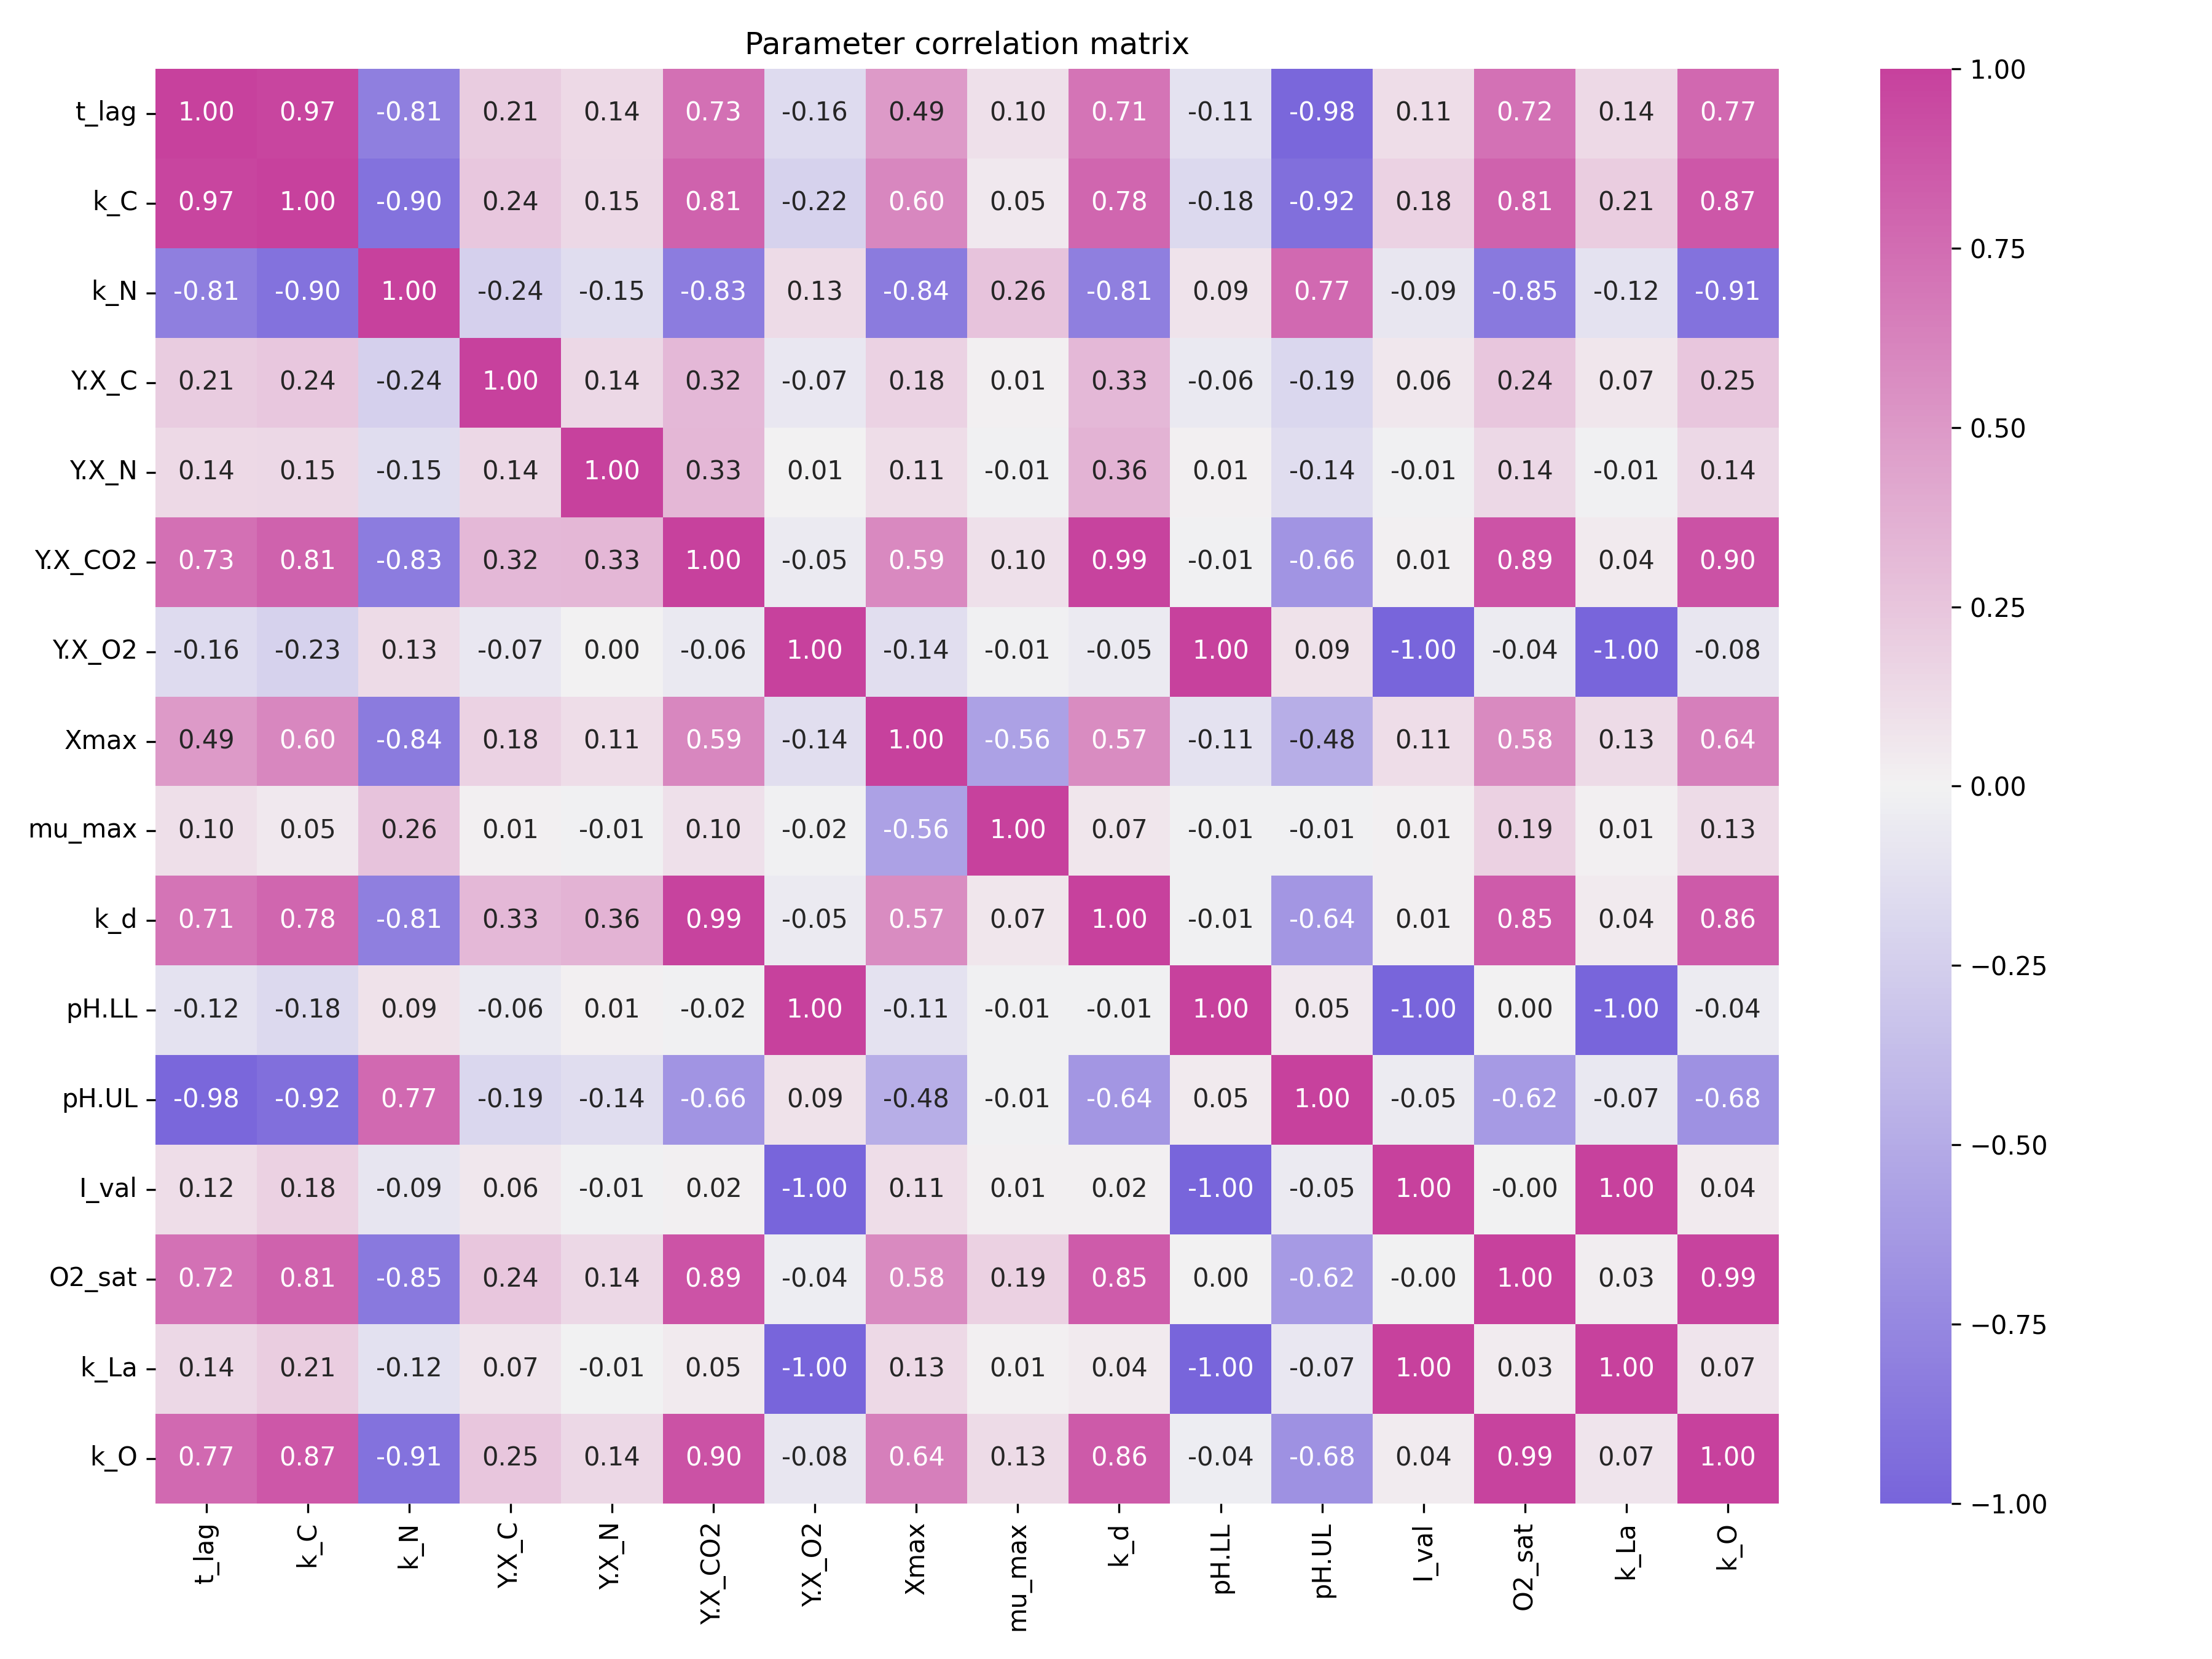 Parameter correlation matrix
t_lag 1.00 0.97 -0.81 0.21 0.14 0.73 -0.16 0.49 0.10 0.71 -0.11 -0.98 0.11 0.72 0.14 0.77
k_C 0.97 1.00 -0.90 0.24 0.15 0.81 -0.22 0.60 0.05 0.78 -0.18 -0.92 0.18 0.81 0.21 0.87
k_N -0.81 -0.90 1.00 -0.24 -0.15 -0.83 0.13 -0.84 0.26 -0.81 0.09 0.77 -0.09 -0.85 -0.12 -0.91
Y.X_C 0.21 0.24 -0.24 1.00 0.14 0.32 -0.07 0.18 0.01 0.33 -0.06 -0.19 0.06 0.24 0.07 0.25
Y.X_N 0.14 0.15 -0.15 0.14 1.00 0.33 0.01 0.11 -0.01 0.36 0.01 -0.14 -0.01 0.14 -0.01 0.14
Y.X_CO2 0.73 0.81 -0.83 0.32 0.33 1.00 -0.05 0.59 0.10 0.99 -0.01 -0.66 0.01 0.89 0.04 0.90
Y.X_O2 -0.16 -0.23 0.13 -0.07 0.00 -0.06 1.00 -0.14 -0.01 -0.05 1.00 0.09 -1.00 -0.04 -1.00 -0.08
Xmax 0.49 0.60 -0.84 0.18 0.11 0.59 -0.14 1.00 -0.56 0.57 -0.11 -0.48 0.11 0.58 0.13 0.64
mu_max 0.10 0.05 0.26 0.01 -0.01 0.10 -0.02 -0.56 1.00 0.07 -0.01 -0.01 0.01 0.19 0.01 0.13
k_d 0.71 0.78 -0.81 0.33 0.36 0.99 -0.05 0.57 0.07 1.00 -0.01 -0.64 0.01 0.85 0.04 0.86
pH.LL -0.12 -0.18 0.09 -0.06 0.01 -0.02 1.00 -0.11 -0.01 -0.01 1.00 0.05 -1.00 0.00 -1.00 -0.04
pH.UL -0.98 -0.92 0.77 -0.19 -0.14 -0.66 0.09 -0.48 -0.01 -0.64 0.05 1.00 -0.05 -0.62 -0.07 -0.68
I_val 0.12 0.18 -0.09 0.06 -0.01 0.02 -1.00 0.11 0.01 0.02 -1.00 -0.05 1.00 -0.00 1.00 0.04
O2_sat 0.72 0.81 -0.85 0.24 0.14 0.89 -0.04 0.58 0.19 0.85 0.00 -0.62 -0.00 1.00 0.03 0.99
k_La 0.14 0.21 -0.12 0.07 -0.01 0.05 -1.00 0.13 0.01 0.04 -1.00 -0.07 1.00 0.03 1.00 0.07
k_O 0.77 0.87 -0.91 0.25 0.14 0.90 -0.08 0.64 0.13 0.86 -0.04 -0.68 0.04 0.99 0.07 1.00
t_lag k_C k_N Y.X_C Y.X_N Y.X_CO2 Y.X_O2 Xmax mu_max k_d pH.LL pH.UL I_val O2_sat k_La k_O
1.00
0.75
0.50
0.25
0.00
−0.25
−0.50
−0.75
−1.00